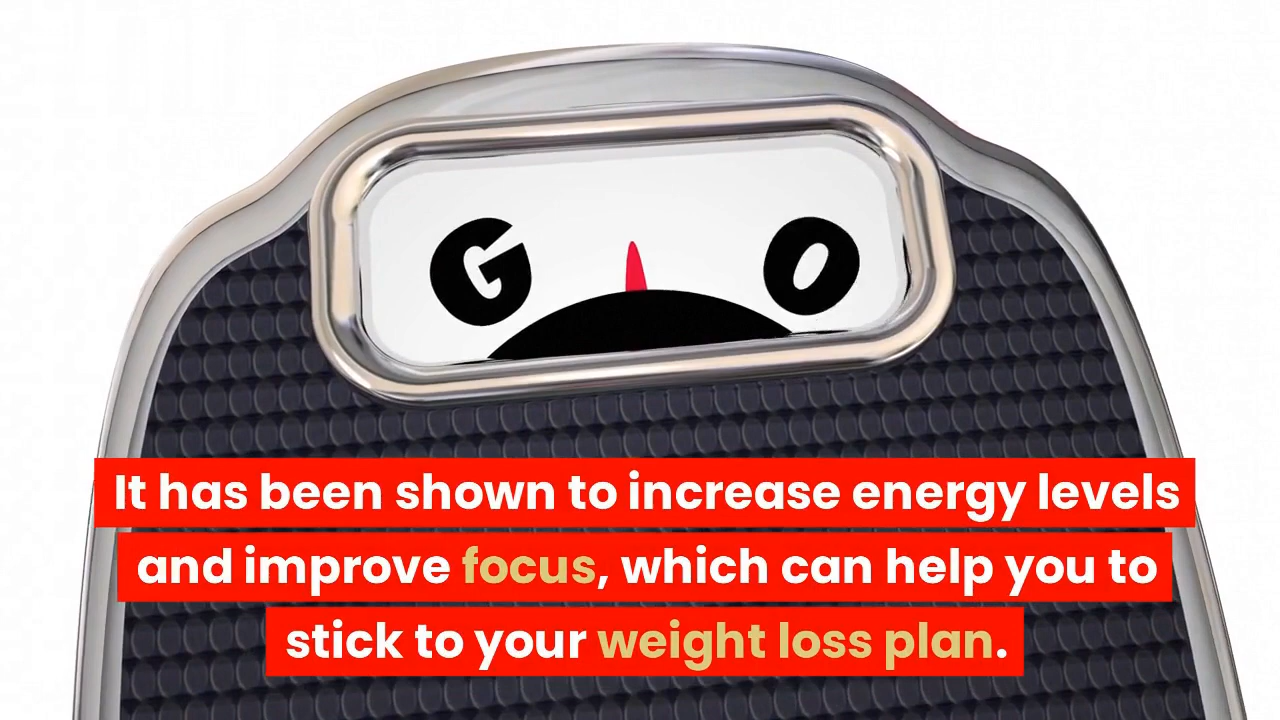 G O
It has been shown to increase energy levels
and improve focus, which can help you to
stick to your weight loss plan.